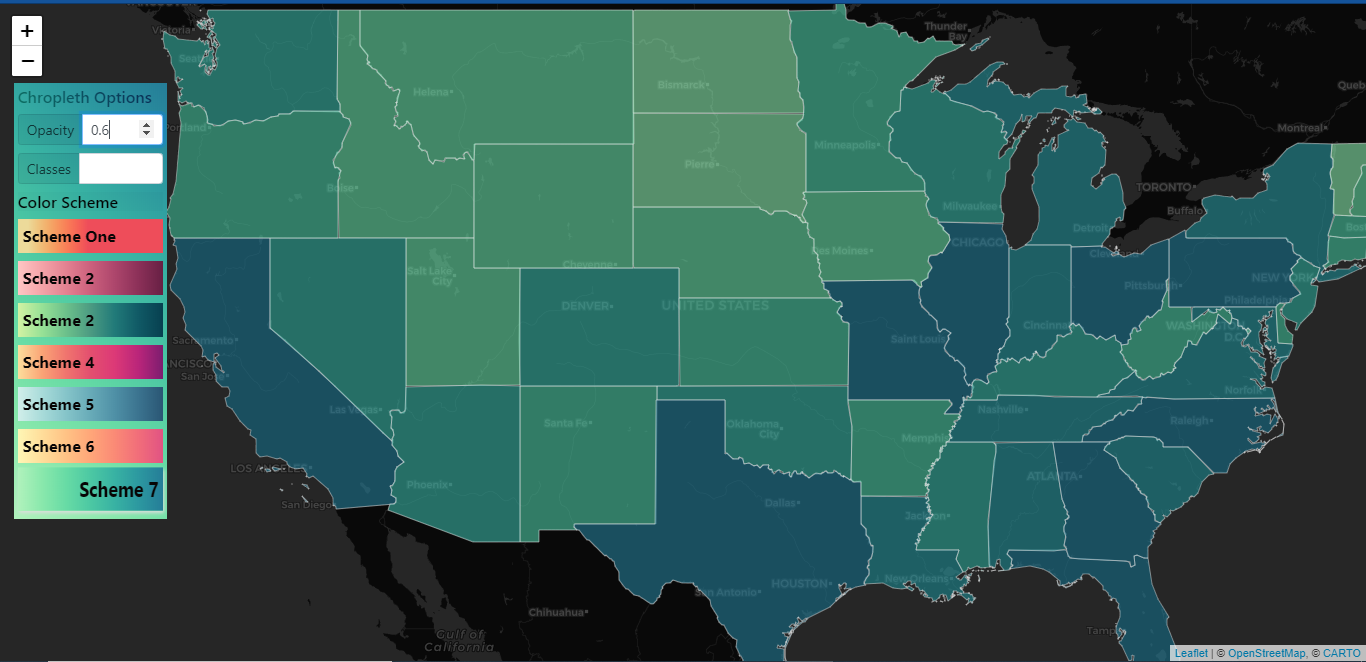 +
−
Chropleth Options
Opacity 0.6
Classes
Color Scheme
Scheme One
Scheme 2
Scheme 2
Scheme 4
Scheme 5
Scheme 6
Scheme 7
VANCOUVER
Victoria
Portland
Helena
Bismarck
Thunder
Bay
Boise
Pierre
Minneapolis
Montreal
TORONTO
Buffalo
Milwaukee
Detroit
CHICAGO
Des Moines
Cheyenne
Salt Lake
City
DENVER
UNITED STATES
Cleveland
Pittsburgh
NEW YORK
Philadelphia
WASHINGTON,
D.C.
Cincinnati
Saint Louis
Sacramento
San Jose
Las Vegas
Norfolk
Raleigh
Nashville
Memphis
Oklahoma
City
Santa Fe
LOS ANGELES
San Diego
Phoenix
ATLANTA
Dallas
Jackson
New Orleans
HOUSTON
San Antonio
Chihuahua
Gulf of
California
Tampa
Leaflet | © OpenStreetMap, © CARTO